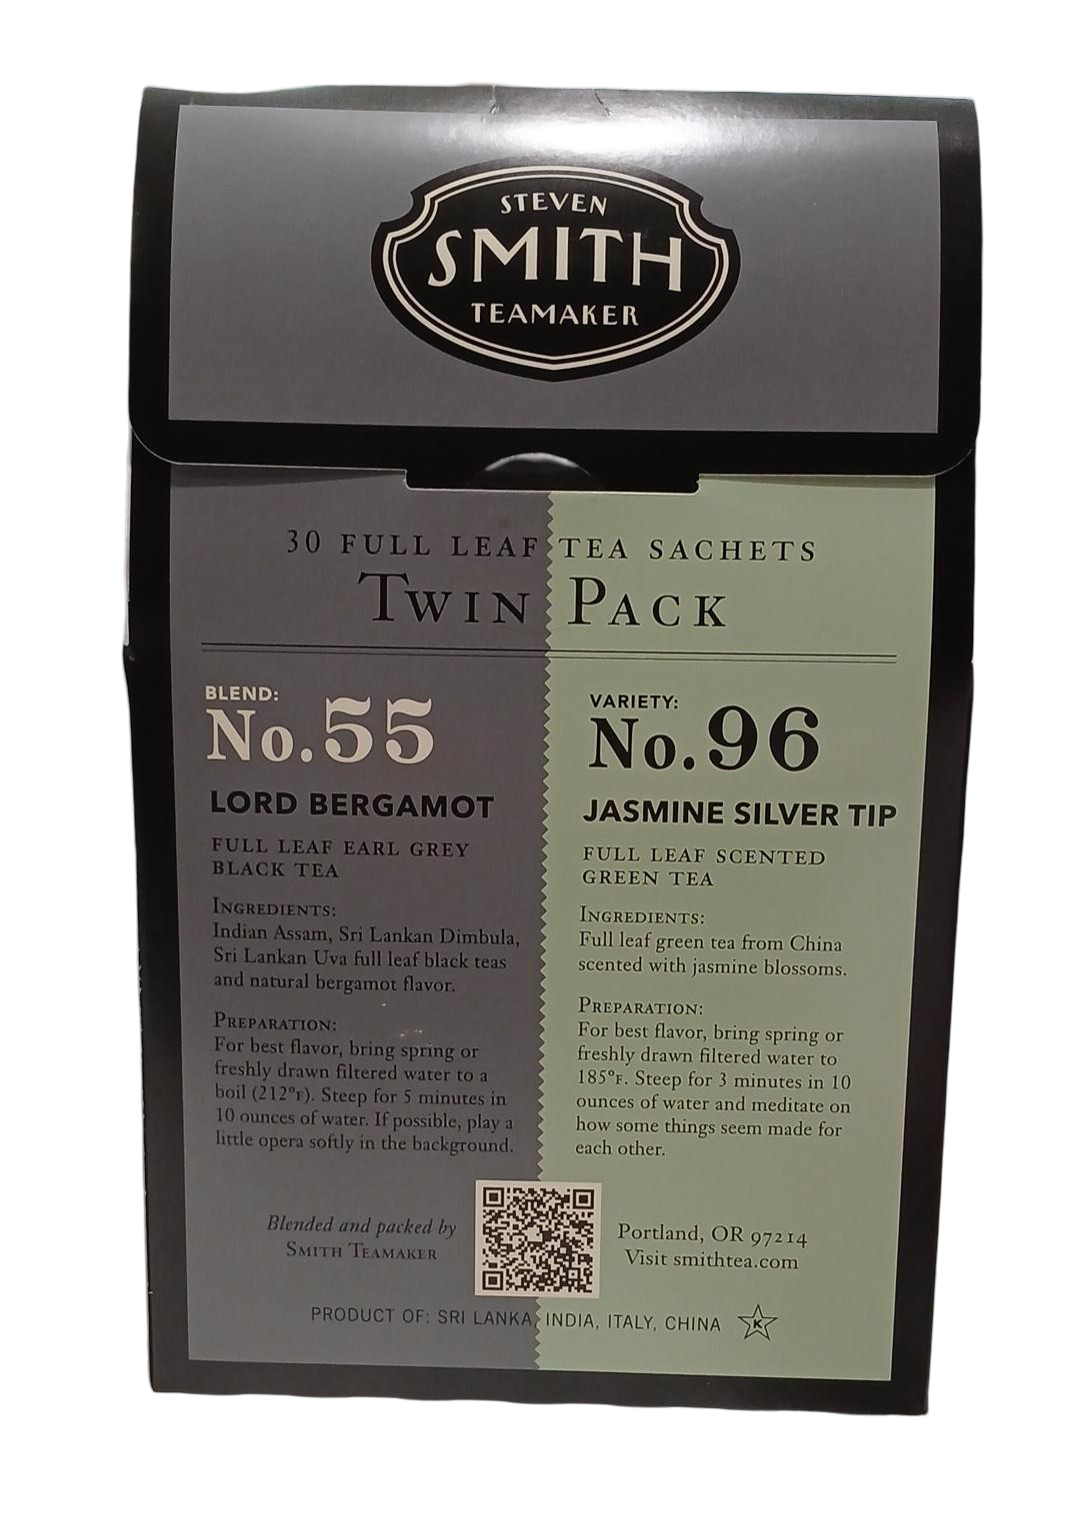 STEVEN
SMITH
TEAMAKER
30 FULL LEAF TEA SACHETS
TWIN PACK
BLEND:
No.55
LORD BERGAMOT
FULL LEAF EARL GREY
BLACK TEA
INGREDIENTS:
Indian Assam, Sri Lankan Dimbula,
Sri Lankan Uva full leaf black teas
and natural bergamot flavor.
PREPARATION:
For best flavor, bring spring or
freshly drawn filtered water to a
boil (212°F). Steep for 5 minutes in
10 ounces of water. If possible, play a
little opera softly in the background.
VARIETY:
No.96
JASMINE SILVER TIP
FULL LEAF SCENTED
GREEN TEA
INGREDIENTS:
Full leaf green tea from China
scented with jasmine blossoms.
PREPARATION:
For best flavor, bring spring or
freshly drawn filtered water to
185°F. Steep for 3 minutes in 10
ounces of water and meditate on
how some things seem made for
each other.
Blended and packed by
SMITH TEAMAKER
Portland, OR 97214
Visit smithtea.com
PRODUCT OF: SRI LANKA, INDIA, ITALY, CHINA
K